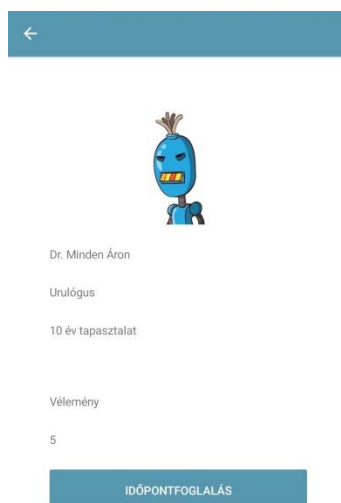 Dr. Minden Áron
Urulógus
10 év tapasztalat
Vélemény
5
IDŐPONTFOGLALÁS